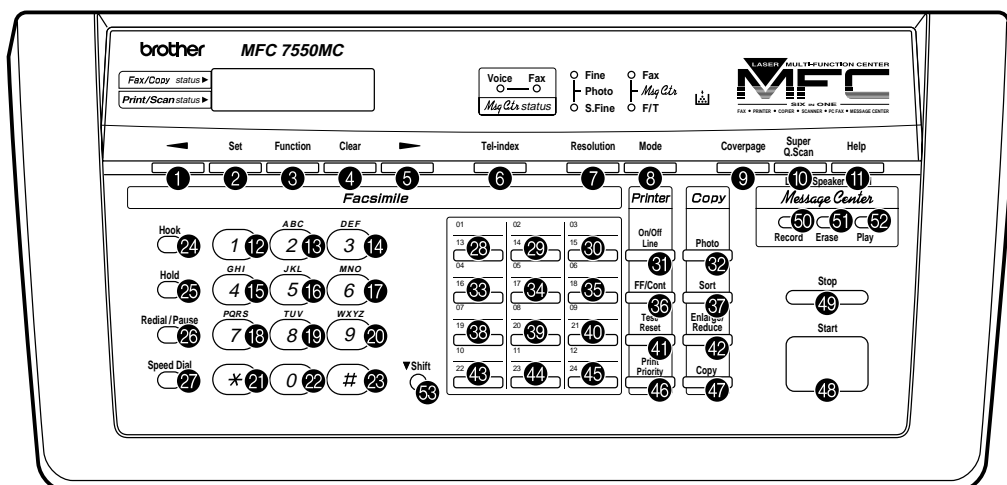 brother MFC 7550MC
Fax/Copy status
Print/Scan status
Voice Fax
Msg Ctr status
Fine
Photo
S.Fine
Fax
Msg Ctr
F/T
LASER MULTI-FUNCTION CENTER
MFC
SIX IN ONE
FAX • PRINTER • COPIER • SCANNER • PC FAX • MESSAGE CENTER
Set Function Clear Tel-index Resolution Mode Coverpage Super Q.Scan Help
1 2 3 4 5 6 7 8 9 10 11
Facsimile
Printer
Copy
Speaker
Message Center
50 51 52
Record Erase Play
Hook
24
1 12
ABC
2 13
DEF
3 14
Hold
25
GHI
4 15
JKL
5 16
MNO
6 17
Redial/Pause
26
PQRS
7 18
TUV
8 19
WXYZ
9 20
Speed Dial
27
* 21
0 22
# 23
Shift
53
01 02 03
13 28 14 29 15 30
04 05 06
16 33 17 34 18 35
07 08 09
19 38 20 39 21 40
10 11 12
22 43 23 44 24 45
On/Off
Line
31
FF/Cont
36
Test
Reset
41
Print
Priority
46
Photo
32
Sort
37
Enlarge
Reduce
42
Copy
47
Stop
49
Start
48